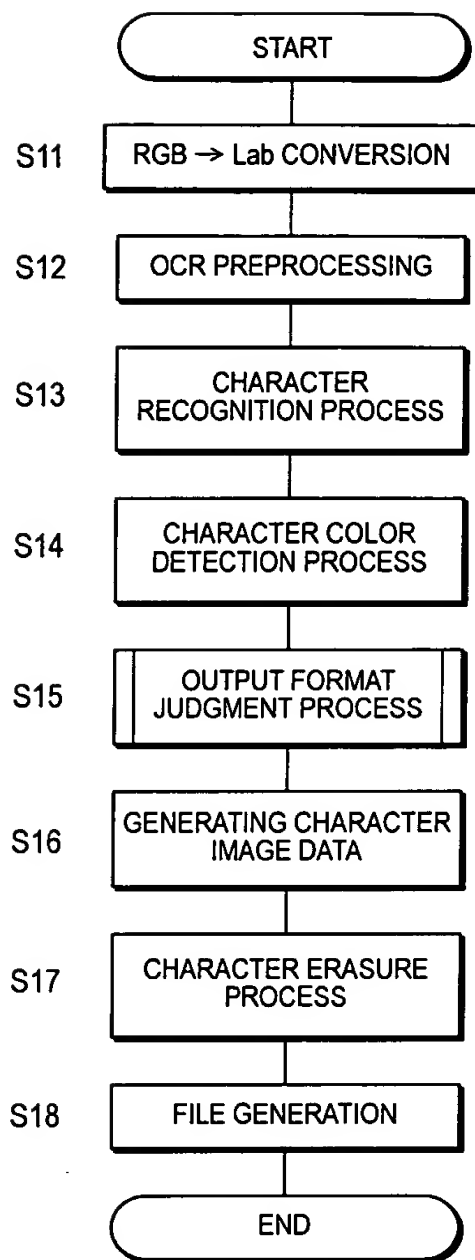 START
S11 RGB → Lab CONVERSION
S12 OCR PREPROCESSING
S13 CHARACTER
RECOGNITION PROCESS
S14 CHARACTER COLOR
DETECTION PROCESS
S15 OUTPUT FORMAT
JUDGMENT PROCESS
S16 GENERATING CHARACTER
IMAGE DATA
S17 CHARACTER ERASURE
PROCESS
S18 FILE GENERATION
END